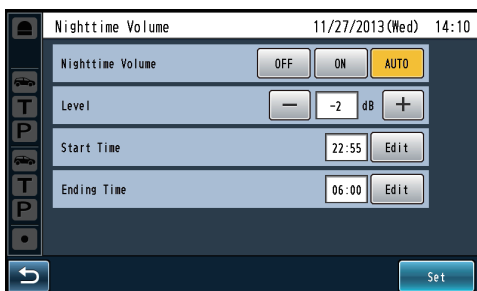 Nighttime Volume 11/27/2013(Wed) 14:10
Nighttime Volume OFF ON AUTO
Level − -2 dB +
T
P
Start Time 22:55 Edit
T
P
Ending Time 06:00 Edit
Set